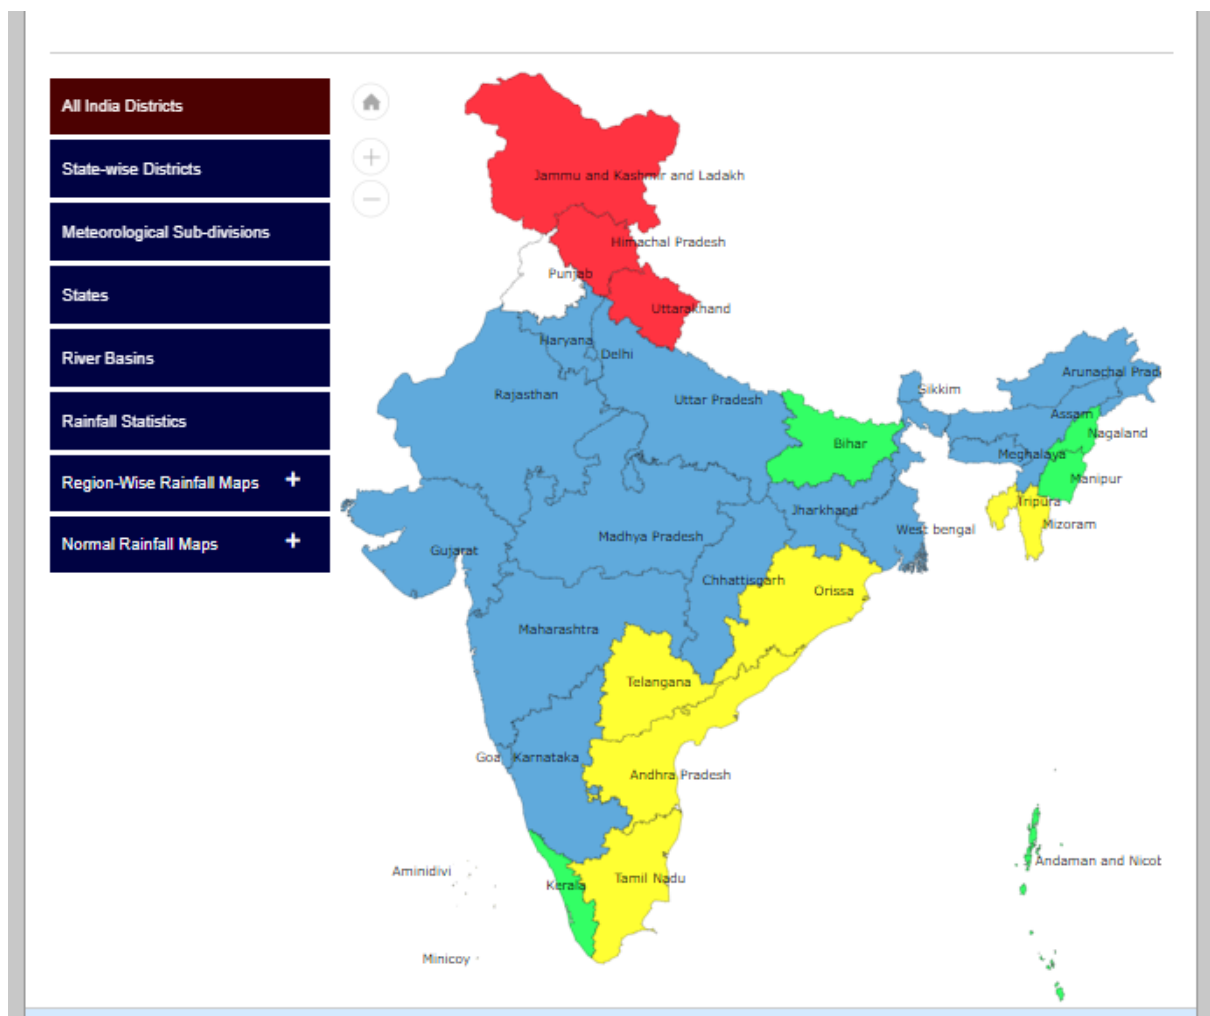 All India Districts
State-wise Districts
Meteorological Sub-divisions
States
River Basins
Rainfall Statistics
Region-Wise Rainfall Maps +
Normal Rainfall Maps +
Jammu and Kashmir and Ladakh
Himachal Pradesh
Punjab
Uttarakhand
Haryana
Delhi
Rajasthan
Uttar Pradesh
Sikkim
Arunachal Prad
Assam
Nagaland
Bihar
Meghalaya
Manipur
Tripura
Mizoram
Jharkhand
West bengal
Madhya Pradesh
Gujarat
Chhattisgarh
Orissa
Maharashtra
Telangana
Goa
Karnataka
Andhra Pradesh
Andaman and Nicob
Aminidivi
Kerala
Tamil Nadu
Minicoy